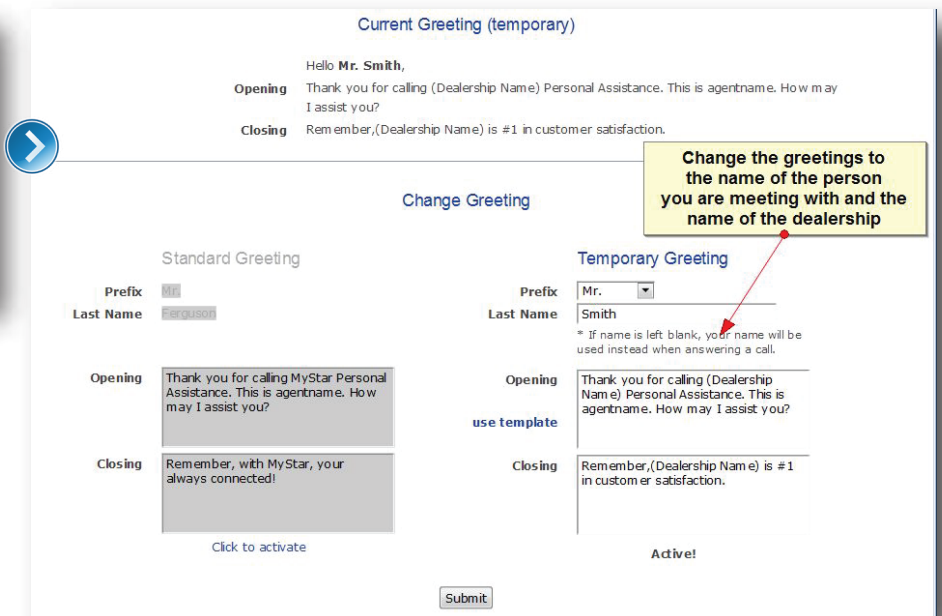 Current Greeting (temporary)
Hello Mr. Smith,
Opening Thank you for calling (Dealership Name) Personal Assistance. This is agentname. How may
I assist you?
Closing Remember,(Dealership Name) is #1 in customer satisfaction.
Change the greetings to
the name of the person
you are meeting with and the
name of the dealership
Change Greeting
Standard Greeting
Prefix Mr.
Last Name Ferguson
Opening Thank you for calling MyStar Personal
Assistance. This is agentname. How
may I assist you?
Closing Remember, with MyStar, your
always connected!
Click to activate
Temporary Greeting
Prefix Mr.
Last Name Smith
* If name is left blank, your name will be
used instead when answering a call.
Opening Thank you for calling (Dealership
Name) Personal Assistance. This is
agentname. How may I assist you?
use template
Closing Remember,(Dealership Name) is #1
in customer satisfaction.
Active!
Submit